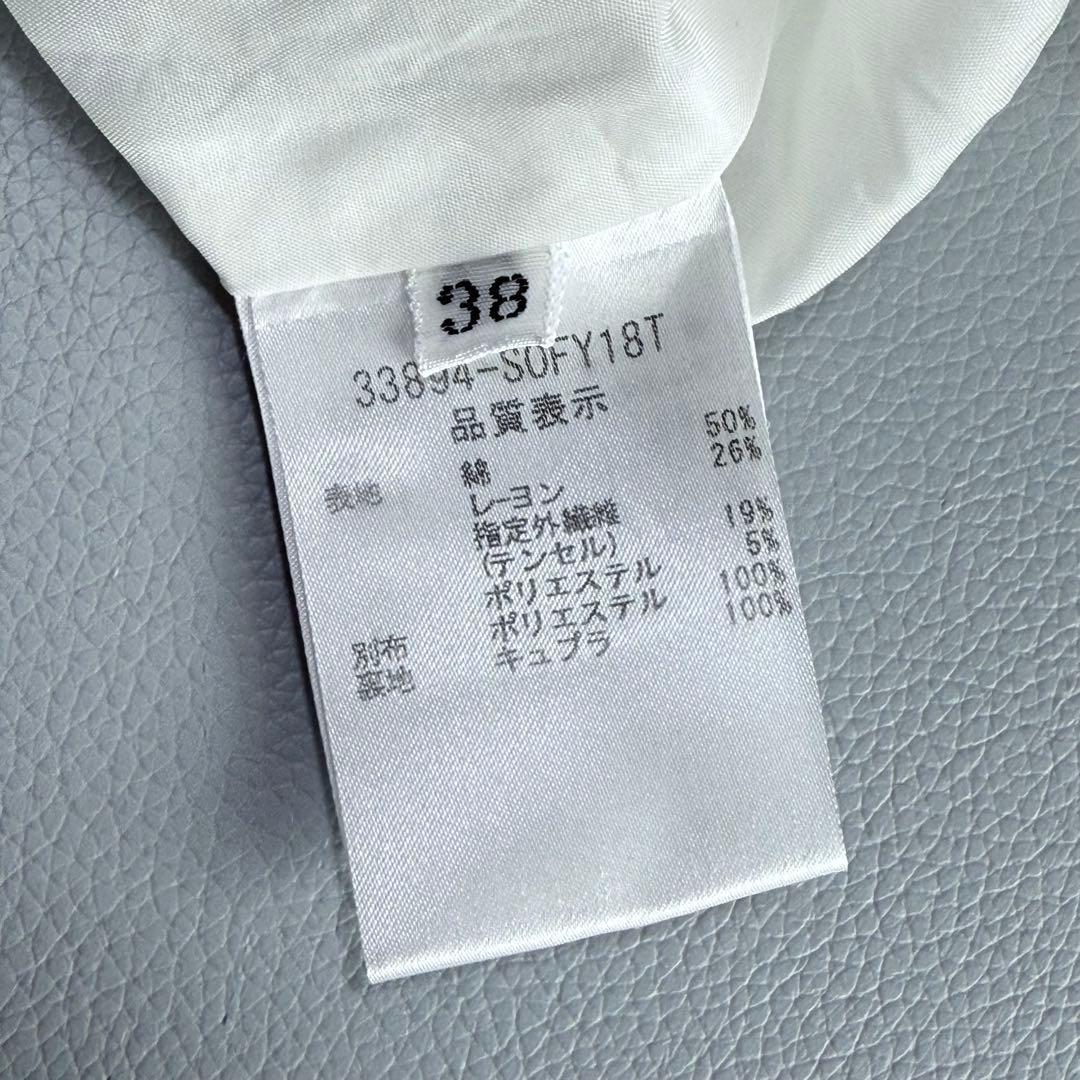 38
33894-SOFY18T
品質表示
表地 綿 50%
レーヨン 26%
指定外繊維
(テンセル) 19%
ポリエステル 5%
別布 ポリエステル 100%
裏地 キュプラ 100%